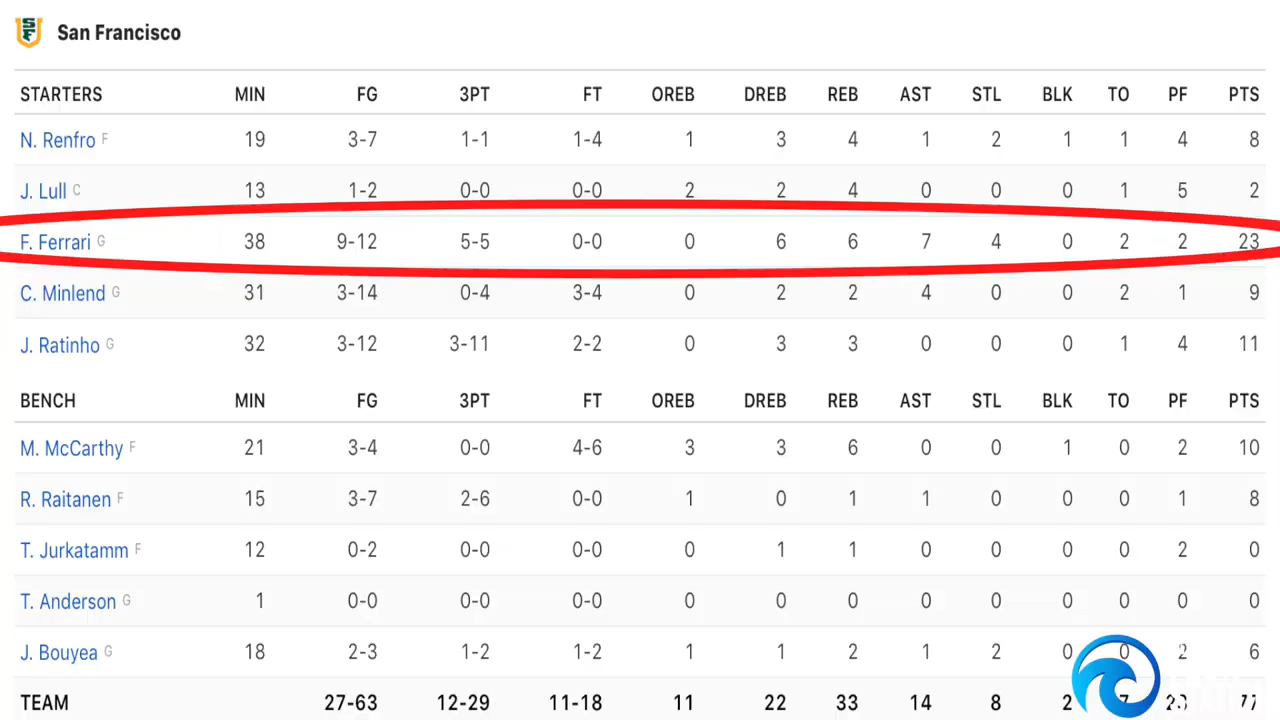 SF San Francisco
STARTERS MIN FG 3PT FT OREB DREB REB AST STL BLK TO PF PTS
N. Renfro F 19 3-7 1-1 1-4 1 3 4 1 2 1 1 4 8
J. Lull C 13 1-2 0-0 0-0 2 2 4 0 0 0 1 5 2
F. Ferrari G 38 9-12 5-5 0-0 0 6 6 7 4 0 2 2 23
C. Minlend G 31 3-14 0-4 3-4 0 2 2 4 0 0 2 1 9
J. Ratinho G 32 3-12 3-11 2-2 0 3 3 0 0 0 1 4 11
BENCH MIN FG 3PT FT OREB DREB REB AST STL BLK TO PF PTS
M. McCarthy F 21 3-4 0-0 4-6 3 3 6 0 0 1 0 2 10
R. Raitanen F 15 3-7 2-6 0-0 1 0 1 1 0 0 0 1 8
T. Jurkatamm F 12 0-2 0-0 0-0 0 1 1 0 0 0 0 2 0
T. Anderson G 1 0-0 0-0 0-0 0 0 0 0 0 0 0 0 0
J. Bouyea G 18 2-3 1-2 1-2 1 1 2 1 2 0 0 2 6
TEAM 27-63 12-29 11-18 11 22 33 14 8 2 7 77